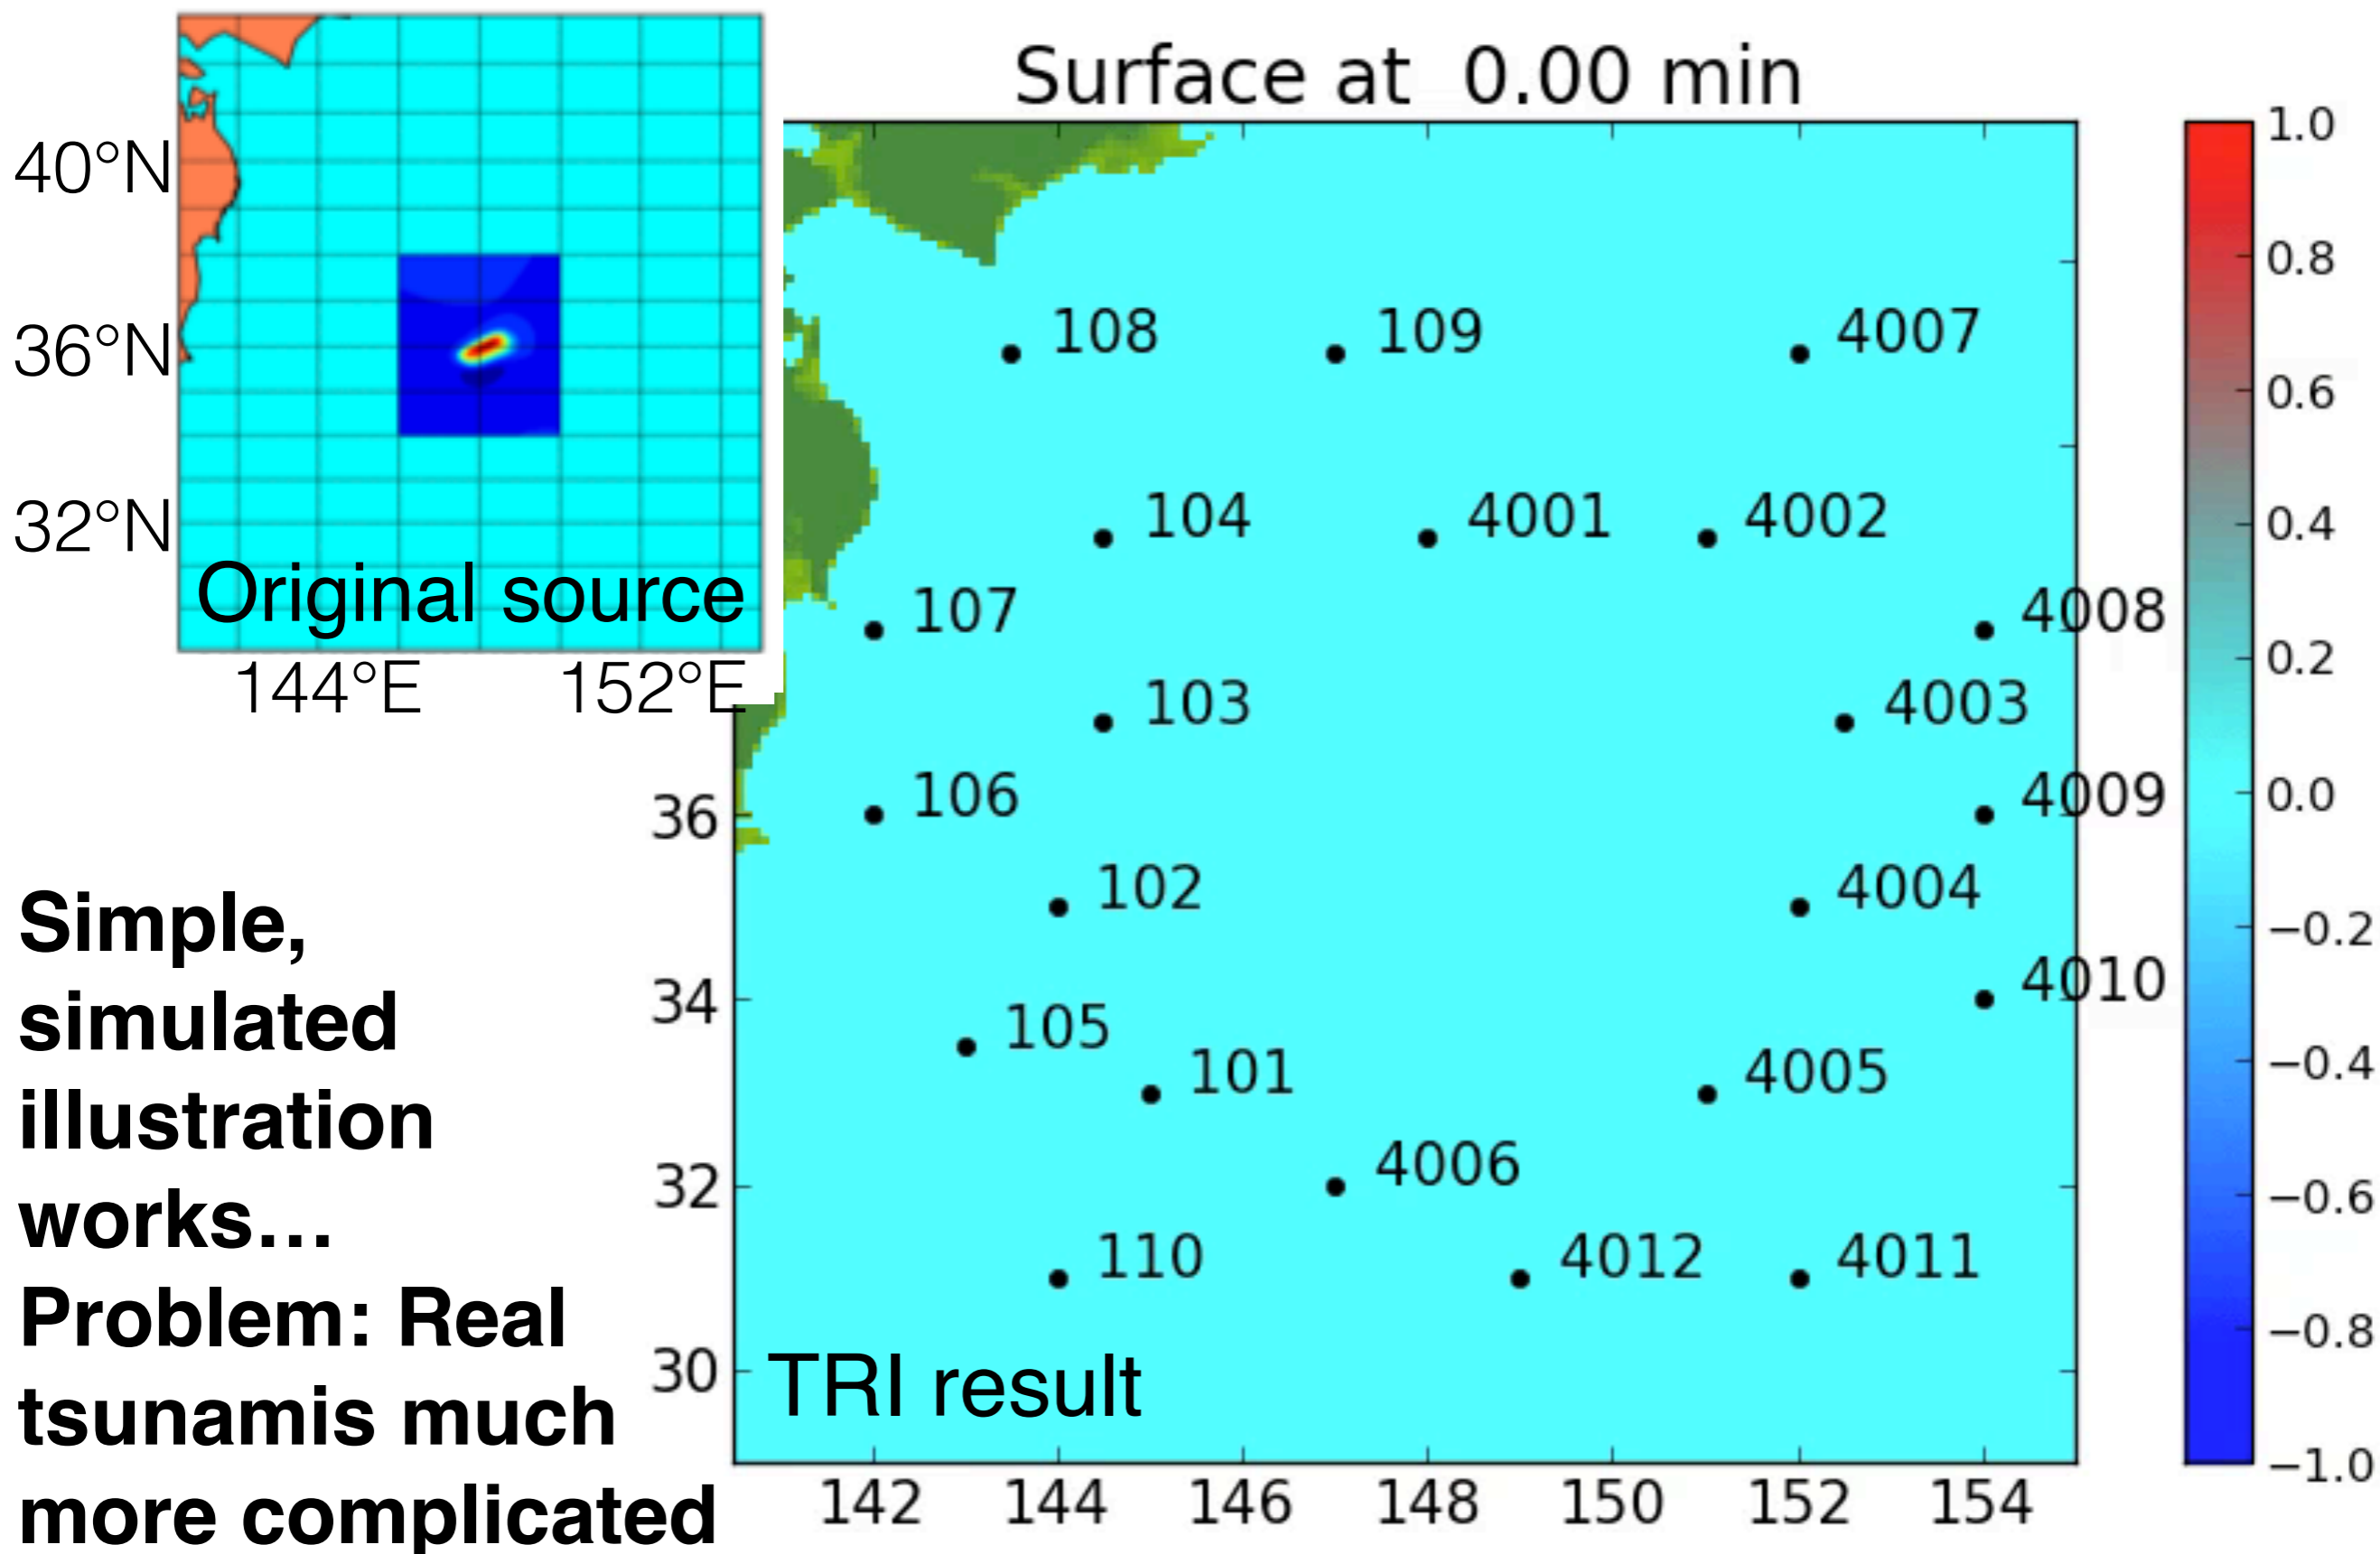 Surface at 0.00 min
40°N
36°N
32°N
Original source
144°E 152°E
108 109 4007
104 4001 4002
107 4008
103 4003
106 4009
102 4004
4010
105
101 4005
4006
110 4012 4011
TRI result
36
34
32
30
142 144 146 148 150 152 154
1.0
0.8
0.6
0.4
0.2
0.0
−0.2
−0.4
−0.6
−0.8
−1.0
Simple,
simulated
illustration
works…
Problem: Real
tsunamis much
more complicated